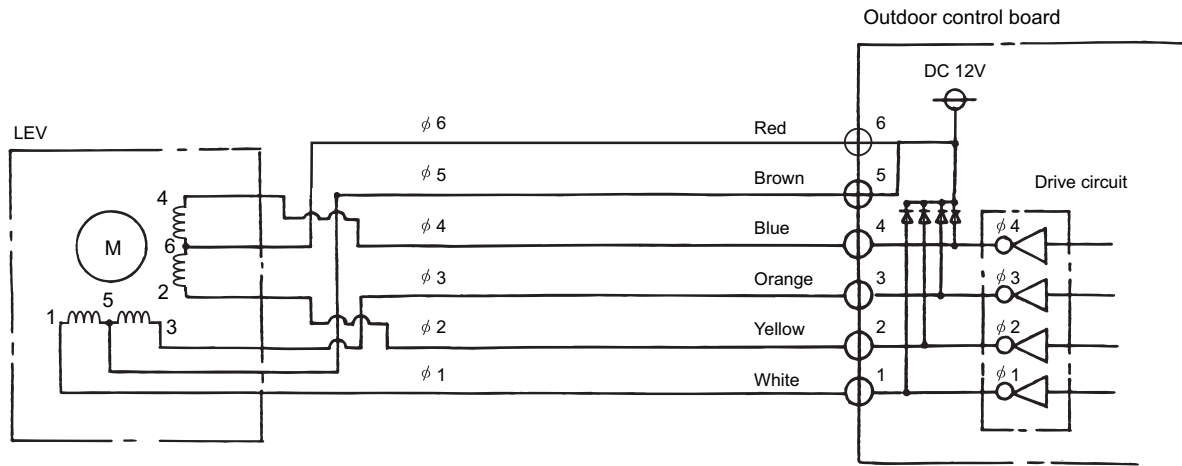 Outdoor control board
DC 12V
LEV
ϕ 6 Red 6
ϕ 5 Brown 5
Drive circuit
4
ϕ 4 Blue 4 ϕ 4
M 6
2
ϕ 3 Orange 3 ϕ 3
5
1 3
ϕ 2 Yellow 2 ϕ 2
ϕ 1 White 1 ϕ 1